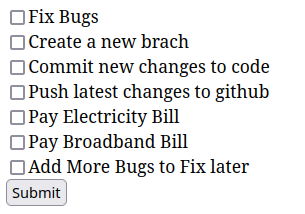 Fix Bugs
Create a new brach
Commit new changes to code
Push latest changes to github
Pay Electricity Bill
Pay Broadband Bill
Add More Bugs to Fix later
Submit